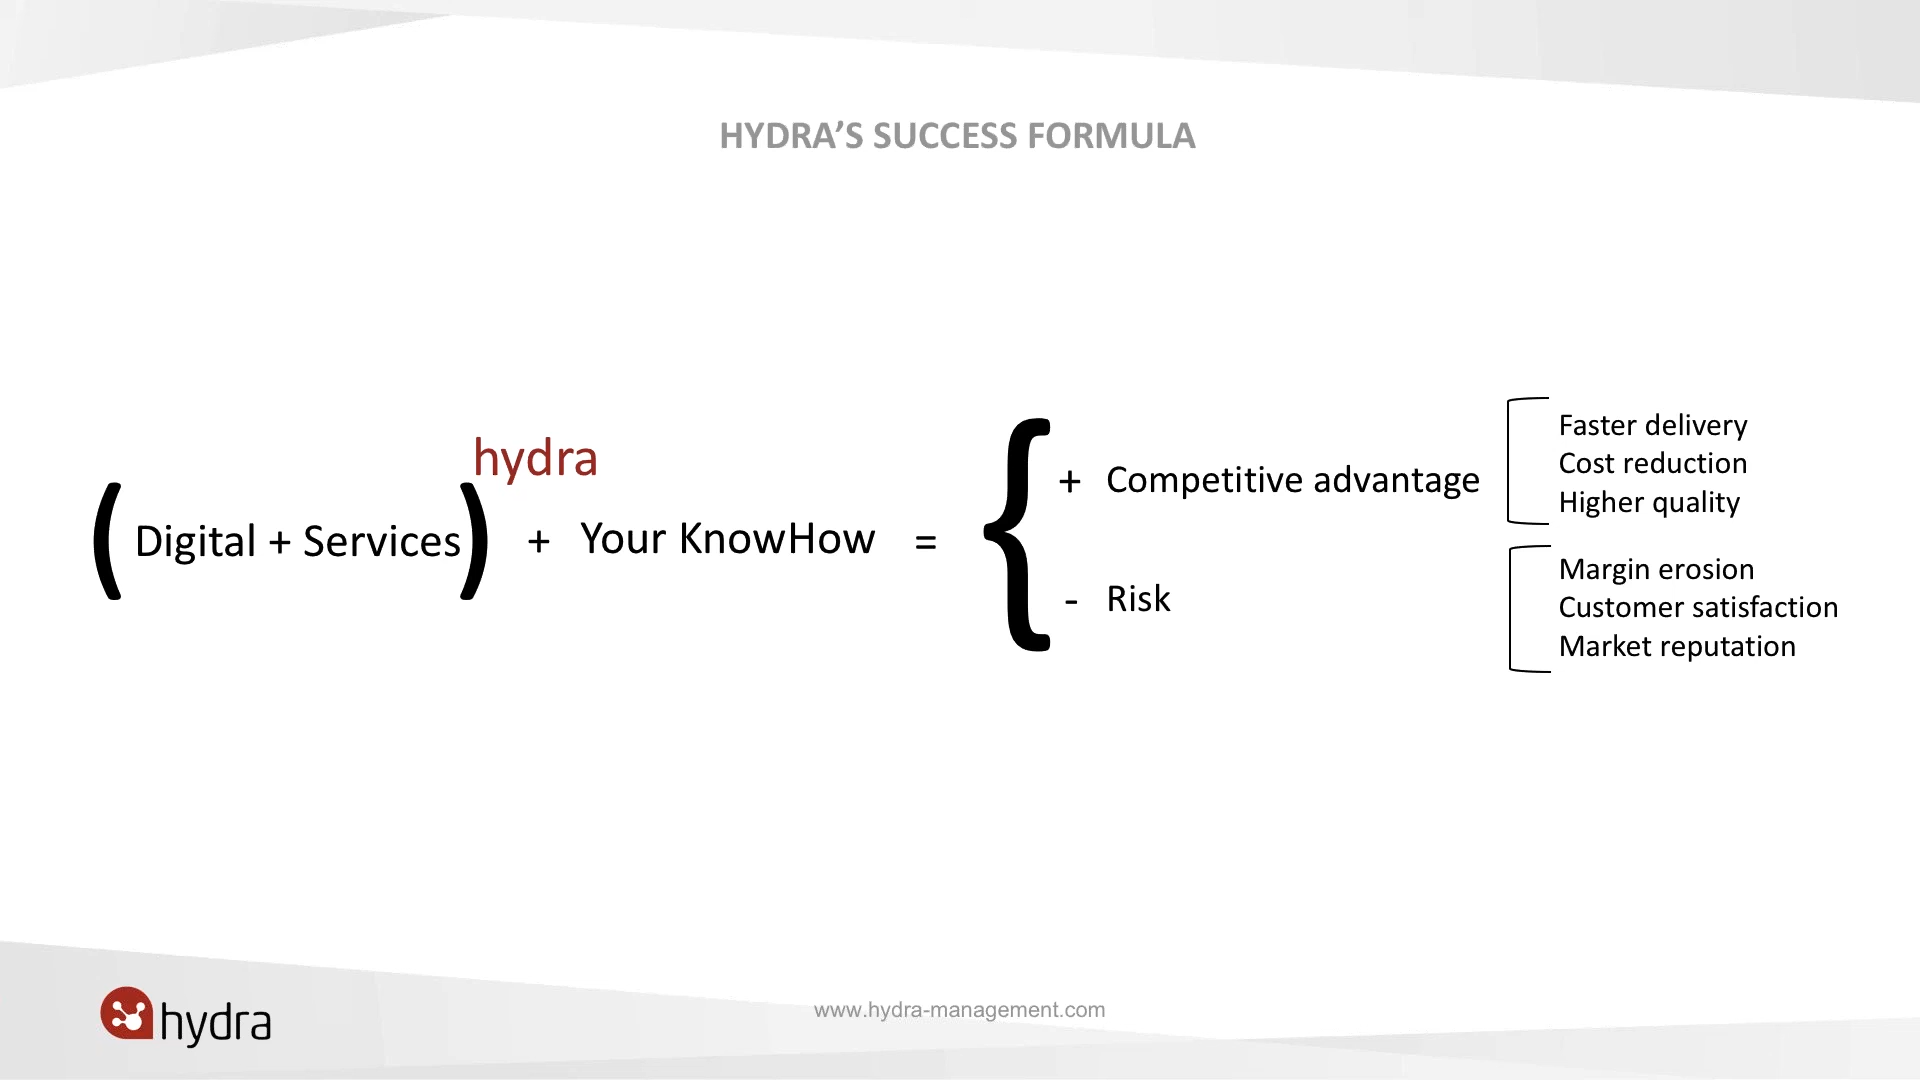 HYDRA’S SUCCESS FORMULA
(Digital + Services)hydra + Your KnowHow = {
+ Competitive advantage
Faster delivery
Cost reduction
Higher quality
- Risk
Margin erosion
Customer satisfaction
Market reputation
hydra
www.hydra-management.com